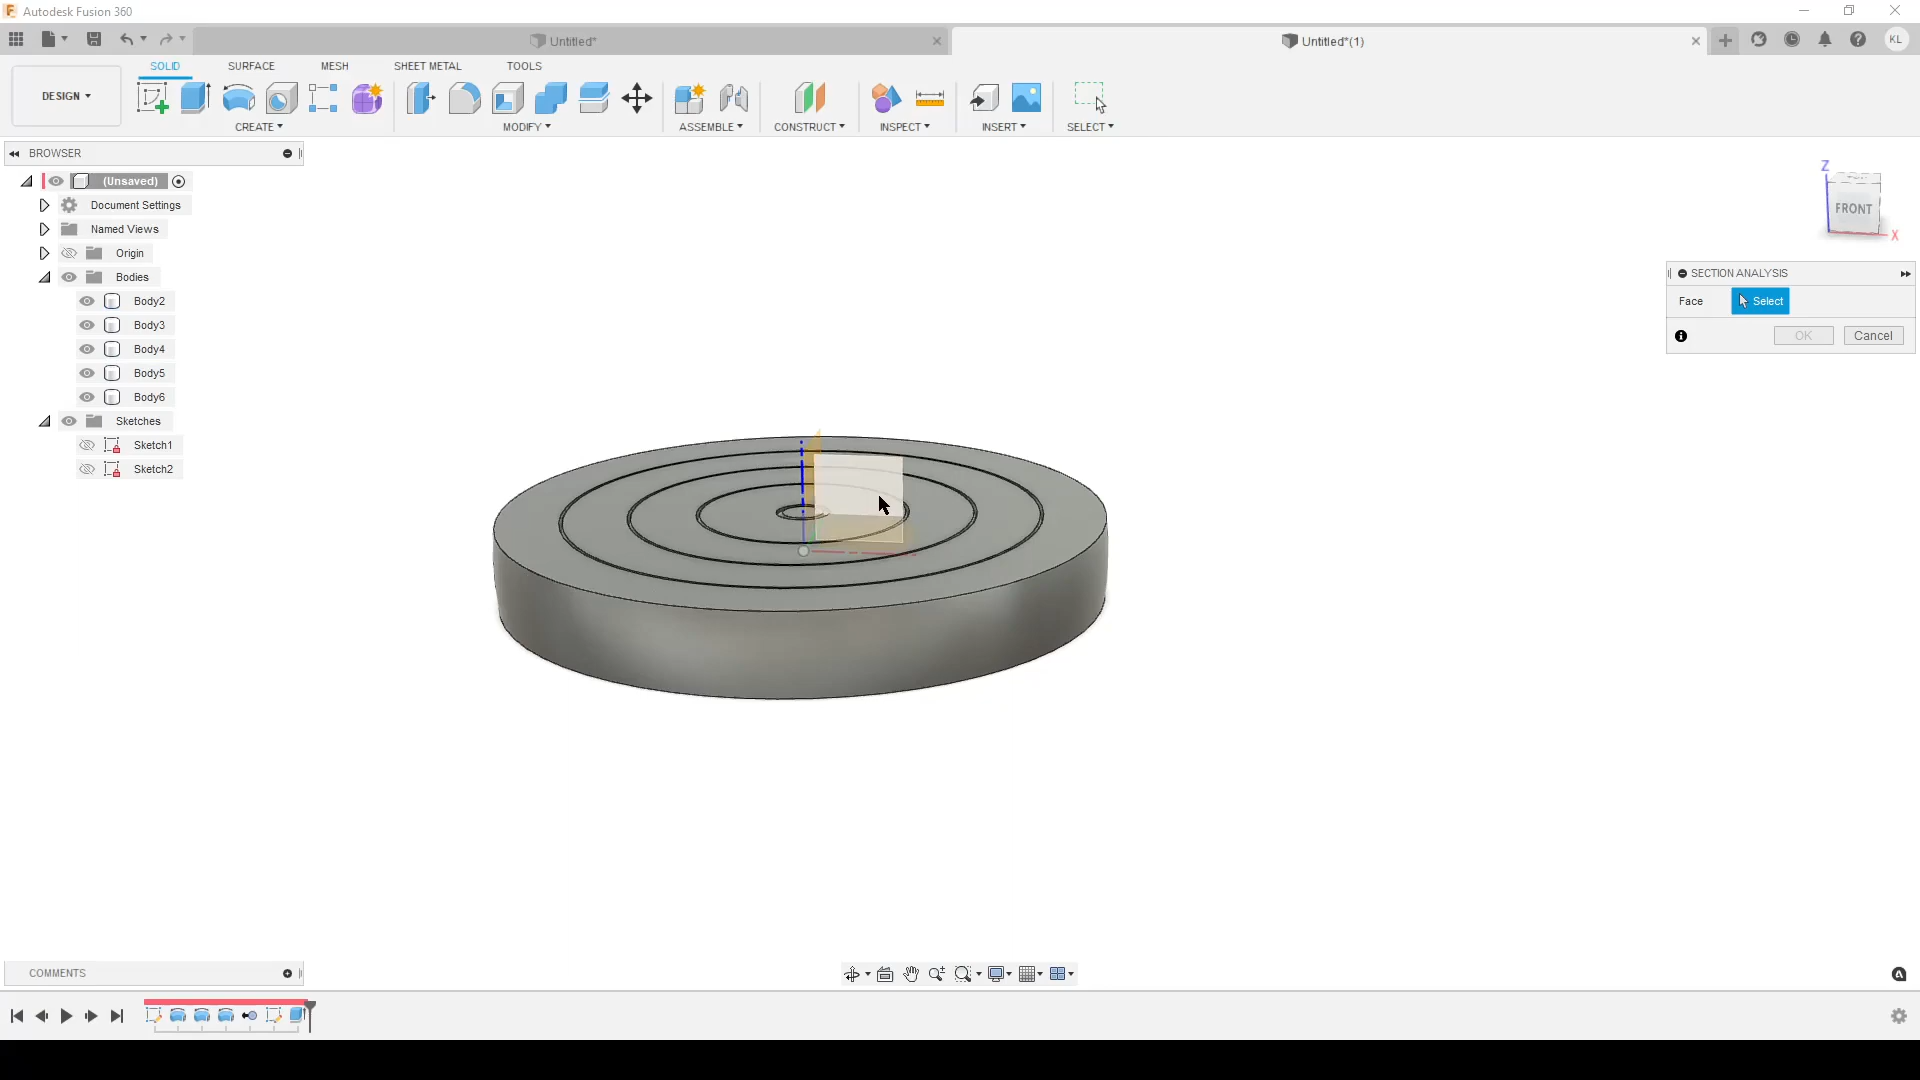 Autodesk Fusion 360
Untitled*
Untitled*(1)
KL
DESIGN
SOLID
SURFACE
MESH
SHEET METAL
TOOLS
CREATE
MODIFY
ASSEMBLE
CONSTRUCT
INSPECT
INSERT
SELECT
BROWSER
(Unsaved)
Document Settings
Named Views
Origin
Bodies
Body2
Body3
Body4
Body5
Body6
Sketches
Sketch1
Sketch2
Z
TOP
FRONT
X
SECTION ANALYSIS
Face
Select
OK
Cancel
COMMENTS